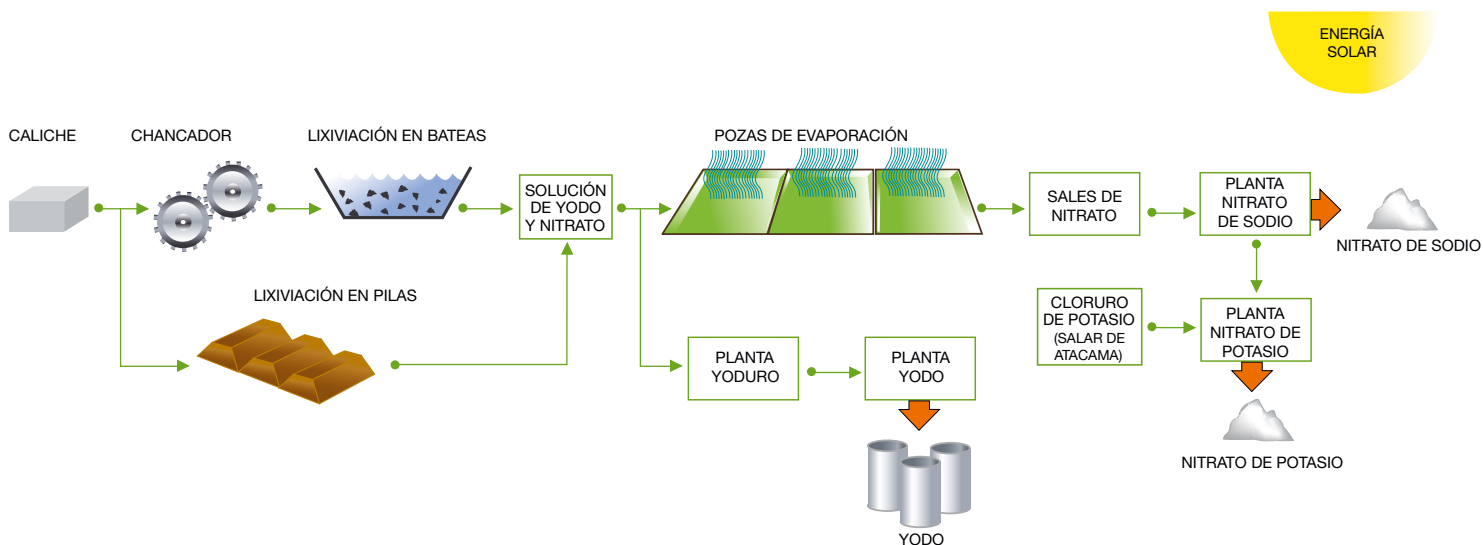 ENERGÍA
SOLAR
CALICHE
CHANCADOR
LIXIVIACIÓN EN BATEAS
POZAS DE EVAPORACIÓN
SOLUCIÓN
DE YODO
Y NITRATO
SALES DE
NITRATO
PLANTA
NITRATO
DE SODIO
NITRATO DE SODIO
LIXIVIACIÓN EN PILAS
CLORURO
DE POTASIO
(SALAR DE
ATACAMA)
PLANTA
NITRATO DE
POTASIO
PLANTA
YODURO
PLANTA
YODO
NITRATO DE POTASIO
YODO